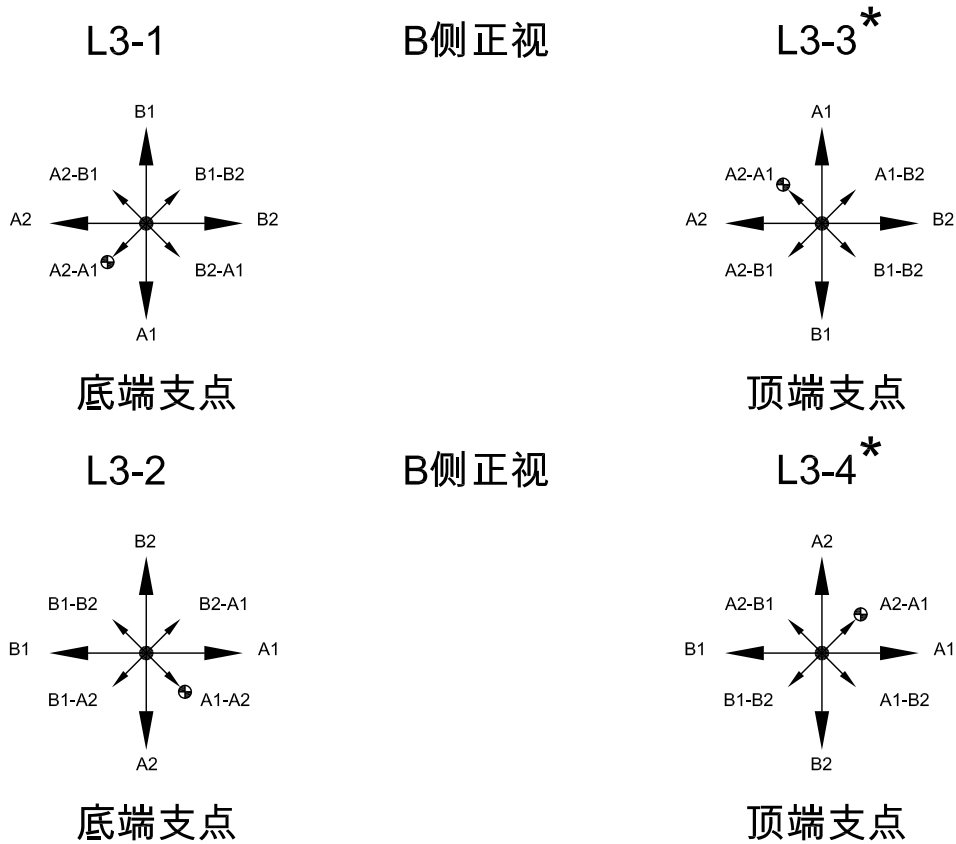 L3-1
B侧正视
L3-3*
B1
A2-B1
B1-B2
A2
B2
A2-A1
B2-A1
A1
底端支点
A1
A2-A1
A1-B2
A2
B2
A2-B1
B1-B2
B1
顶端支点
L3-2
B侧正视
L3-4*
B2
B1-B2
B2-A1
B1
A1
B1-A2
A1-A2
A2
底端支点
A2
A2-B1
A2-A1
B1
A1
B1-B2
A1-B2
B2
顶端支点